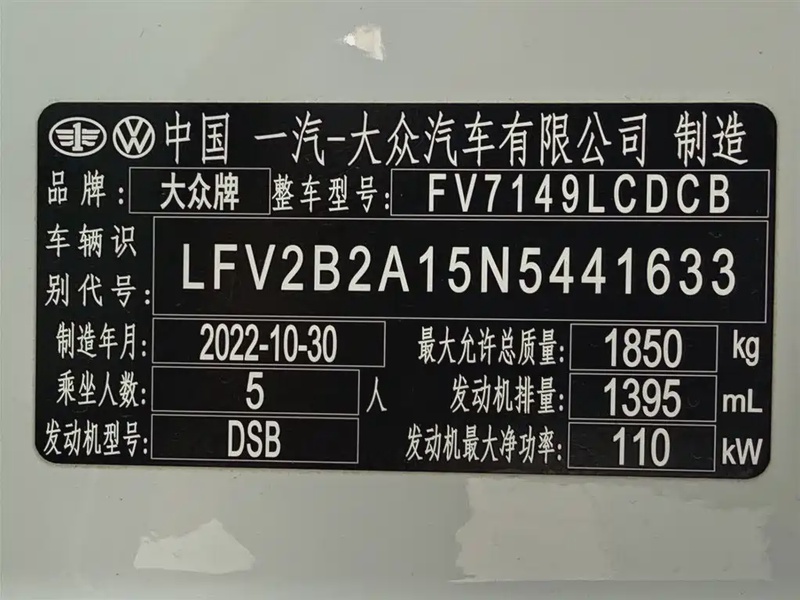 中国 一汽-大众汽车有限公司 制造
品牌: 大众牌 整车型号: FV7149LCDCB
车辆识别代号: LFV2B2A15N5441633
制造年月: 2022-10-30 最大允许总质量: 1850 kg
乘坐人数: 5 人 发动机排量: 1395 mL
发动机型号: DSB 发动机最大净功率: 110 kW